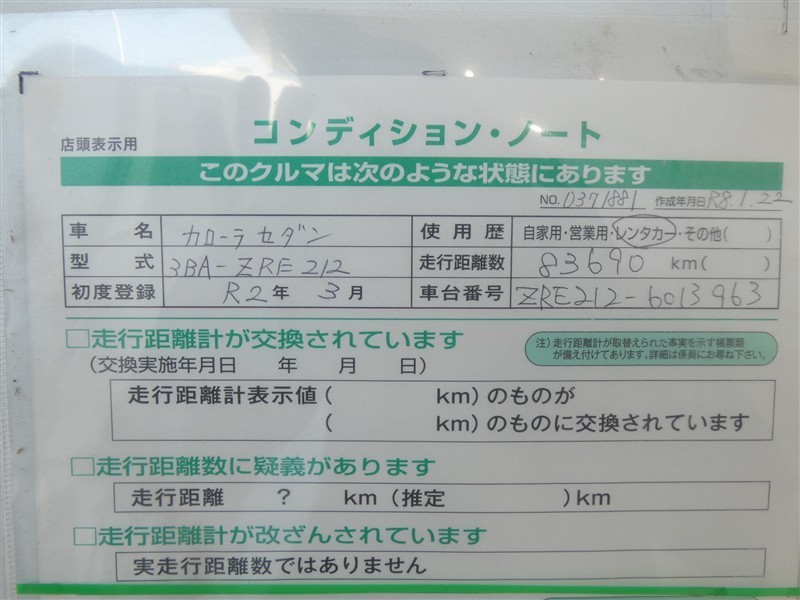 店頭表示用
コンディション・ノート
このクルマは次のような状態にあります
NO. 0371881 作成年月日 R8.1.22
車名 カローラセダン 使用歴 自家用・営業用・レンタカー・その他( )
型式 3BA-ZRE212 走行距離数 83690 km( )
初度登録 R2年 3月 車台番号 ZRE212-6013963
□走行距離計が交換されています
注)走行距離計が取替えられた事実を示す帳票類
が備え付けてあります。詳細は係員にお尋ね下さい。
(交換実施年月日 年 月 日)
走行距離計表示値( km)のものが
( km)のものに交換されています
□走行距離数に疑義があります
走行距離 ? km(推定 )km
□走行距離計が改ざんされています
実走行距離数ではありません